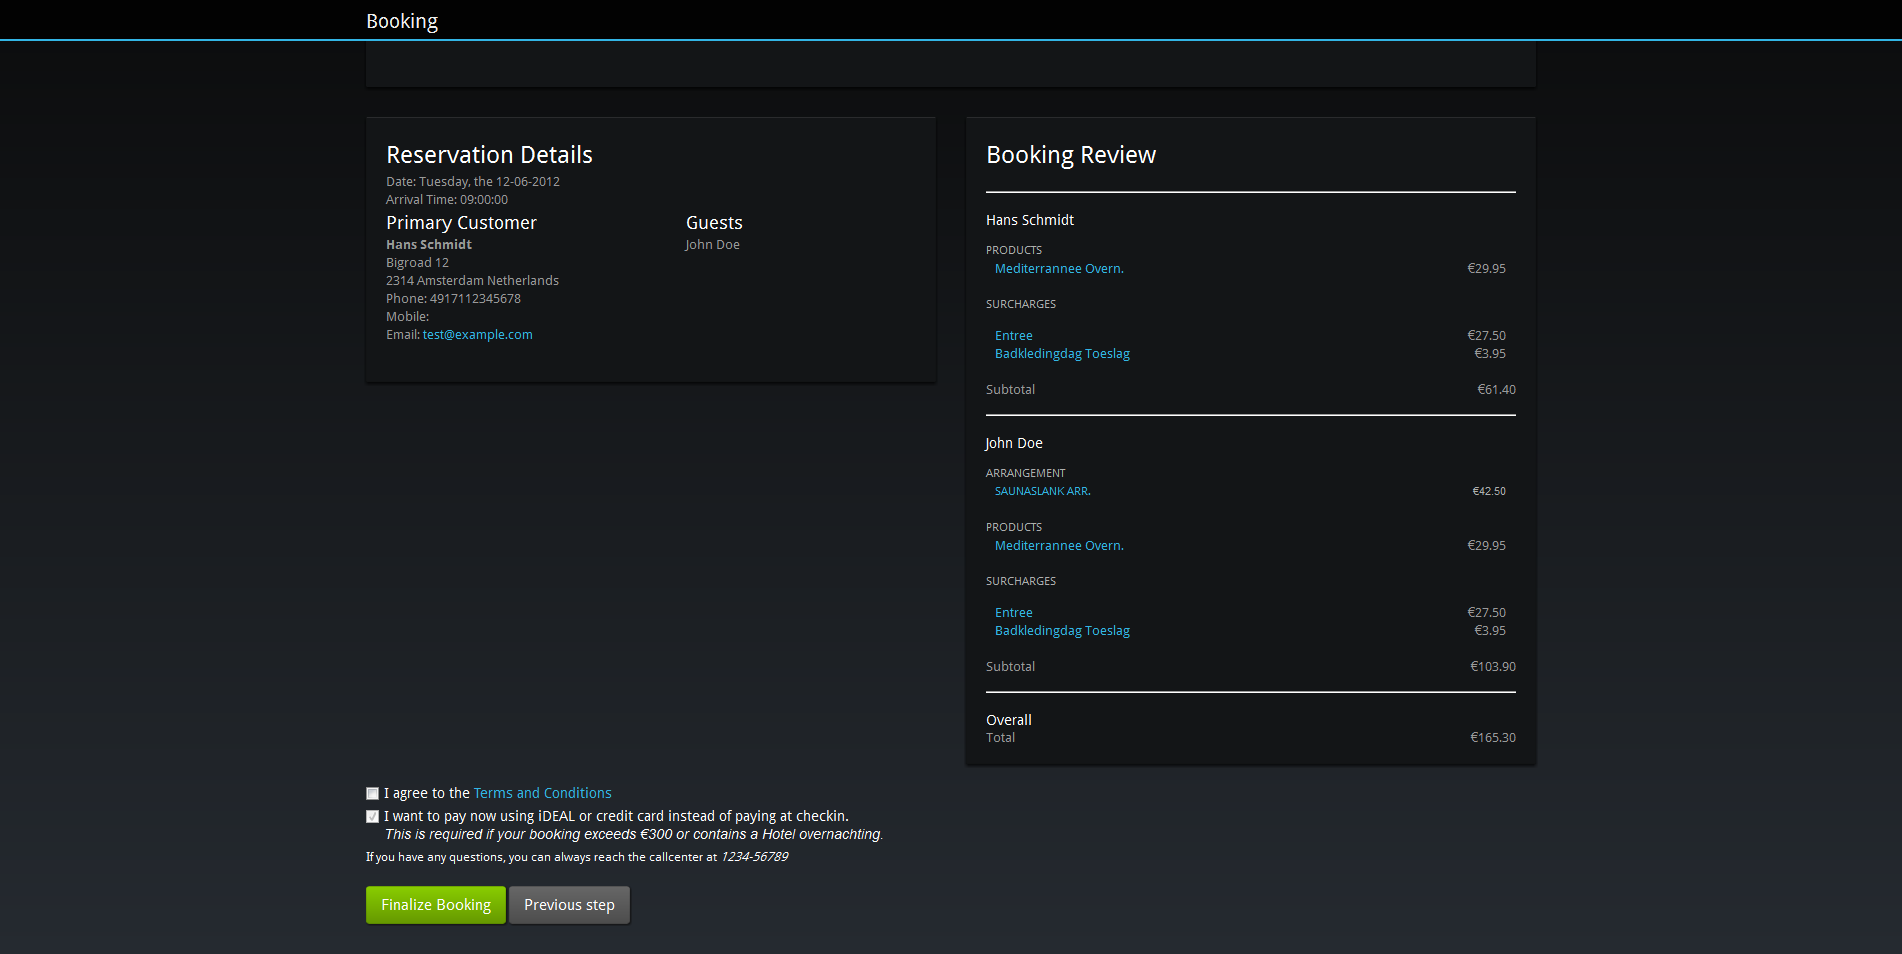 Booking
Reservation Details
Date: Tuesday, the 12-06-2012
Arrival Time: 09:00:00
Primary Customer
Hans Schmidt
Bigroad 12
2314 Amsterdam Netherlands
Phone: 4917112345678
Mobile:
Email: test@example.com
Guests
John Doe
Booking Review
Hans Schmidt
PRODUCTS
Mediterrannee Overn. €29.95
SURCHARGES
Entree €27.50
Badkledingdag Toeslag €3.95
Subtotal €61.40
John Doe
ARRANGEMENT
SAUNASLANK ARR. €42.50
PRODUCTS
Mediterrannee Overn. €29.95
SURCHARGES
Entree €27.50
Badkledingdag Toeslag €3.95
Subtotal €103.90
Overall
Total €165.30
I agree to the Terms and Conditions
I want to pay now using iDEAL or credit card instead of paying at checkin.
This is required if your booking exceeds €300 or contains a Hotel overnachting.
If you have any questions, you can always reach the callcenter at 1234-56789
Finalize Booking Previous step